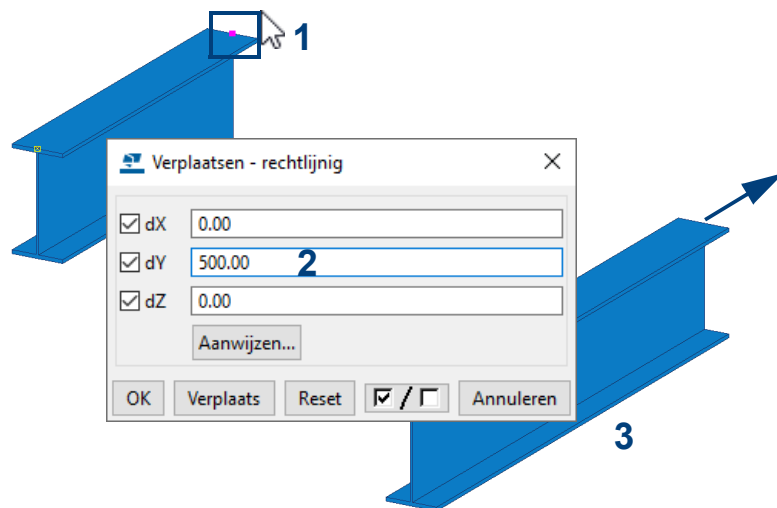 1
Verplaatsen - rechtlijnig
dX 0.00
dY 500.00 2
dZ 0.00
Aanwijzen...
OK Verplaats Reset / Annuleren
3